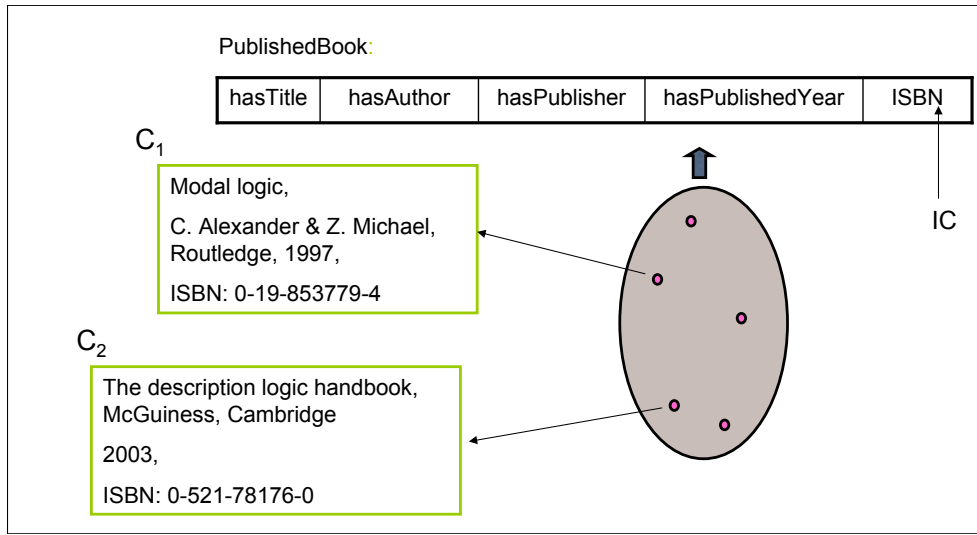 PublishedBook:
hasTitle hasAuthor hasPublisher hasPublishedYear ISBN
IC
C1
Modal logic,
C. Alexander & Z. Michael,
Routledge, 1997,
ISBN: 0-19-853779-4
C2
The description logic handbook,
McGuiness, Cambridge
2003,
ISBN: 0-521-78176-0